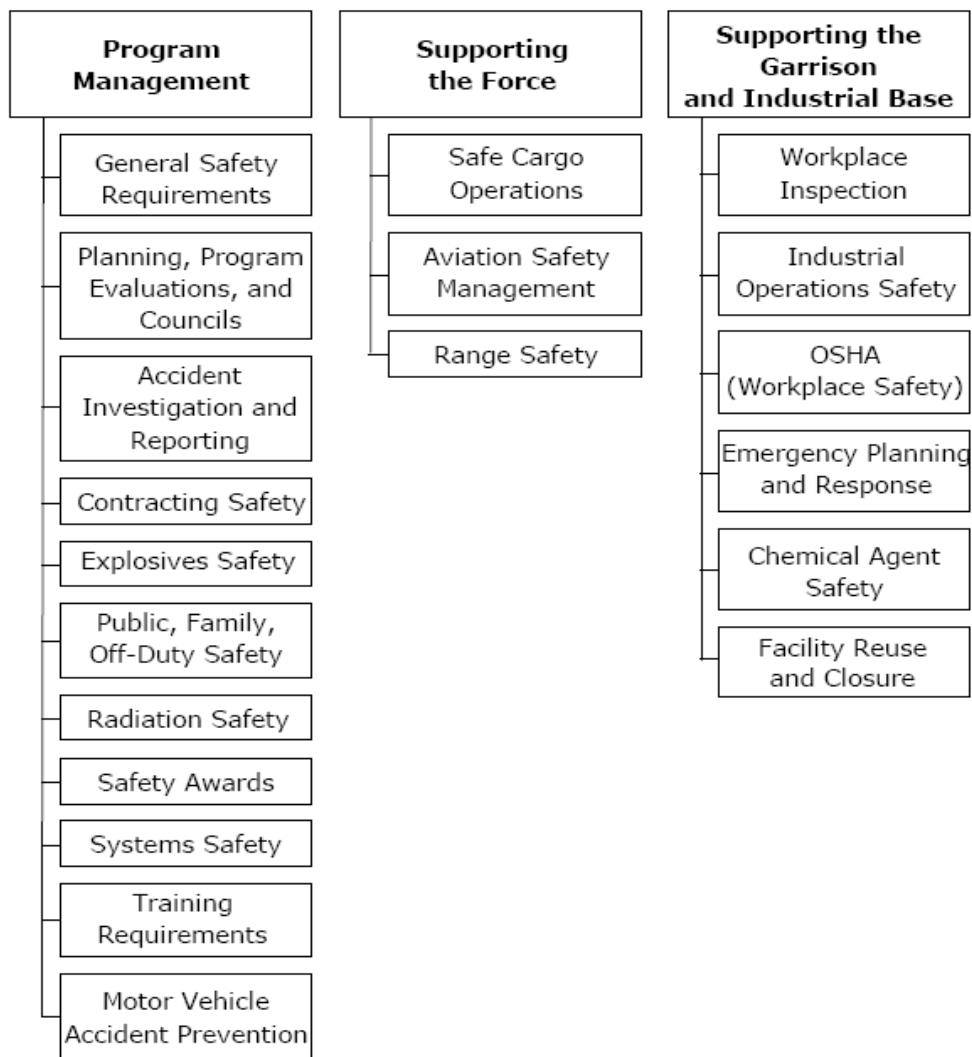 Program
Management
General Safety
Requirements
Planning, Program
Evaluations, and
Councils
Accident
Investigation and
Reporting
Contracting Safety
Explosives Safety
Public, Family,
Off-Duty Safety
Radiation Safety
Safety Awards
Systems Safety
Training
Requirements
Motor Vehicle
Accident Prevention
Supporting
the Force
Safe Cargo
Operations
Aviation Safety
Management
Range Safety
Supporting the
Garrison
and Industrial Base
Workplace
Inspection
Industrial
Operations Safety
OSHA
(Workplace Safety)
Emergency Planning
and Response
Chemical Agent
Safety
Facility Reuse
and Closure